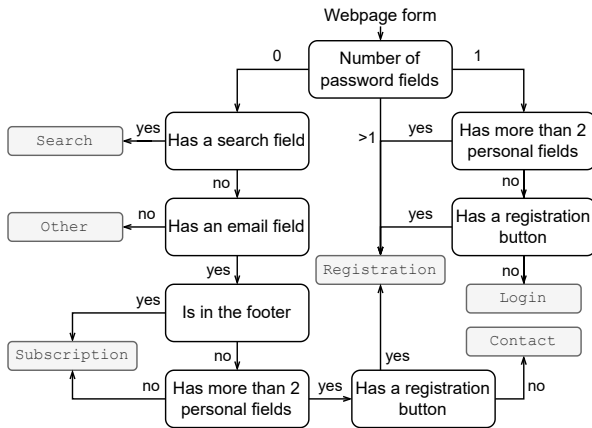 Webpage form
0
Number of
password fields
1
Search
yes
Has a search field
>1
yes
Has more than 2
personal fields
no
no
Other
no
Has an email field
yes
Has a registration
button
yes
Registration
no
yes
Is in the footer
Login
Subscription
no
yes
Contact
no
Has more than 2
personal fields
yes
Has a registration
button
no